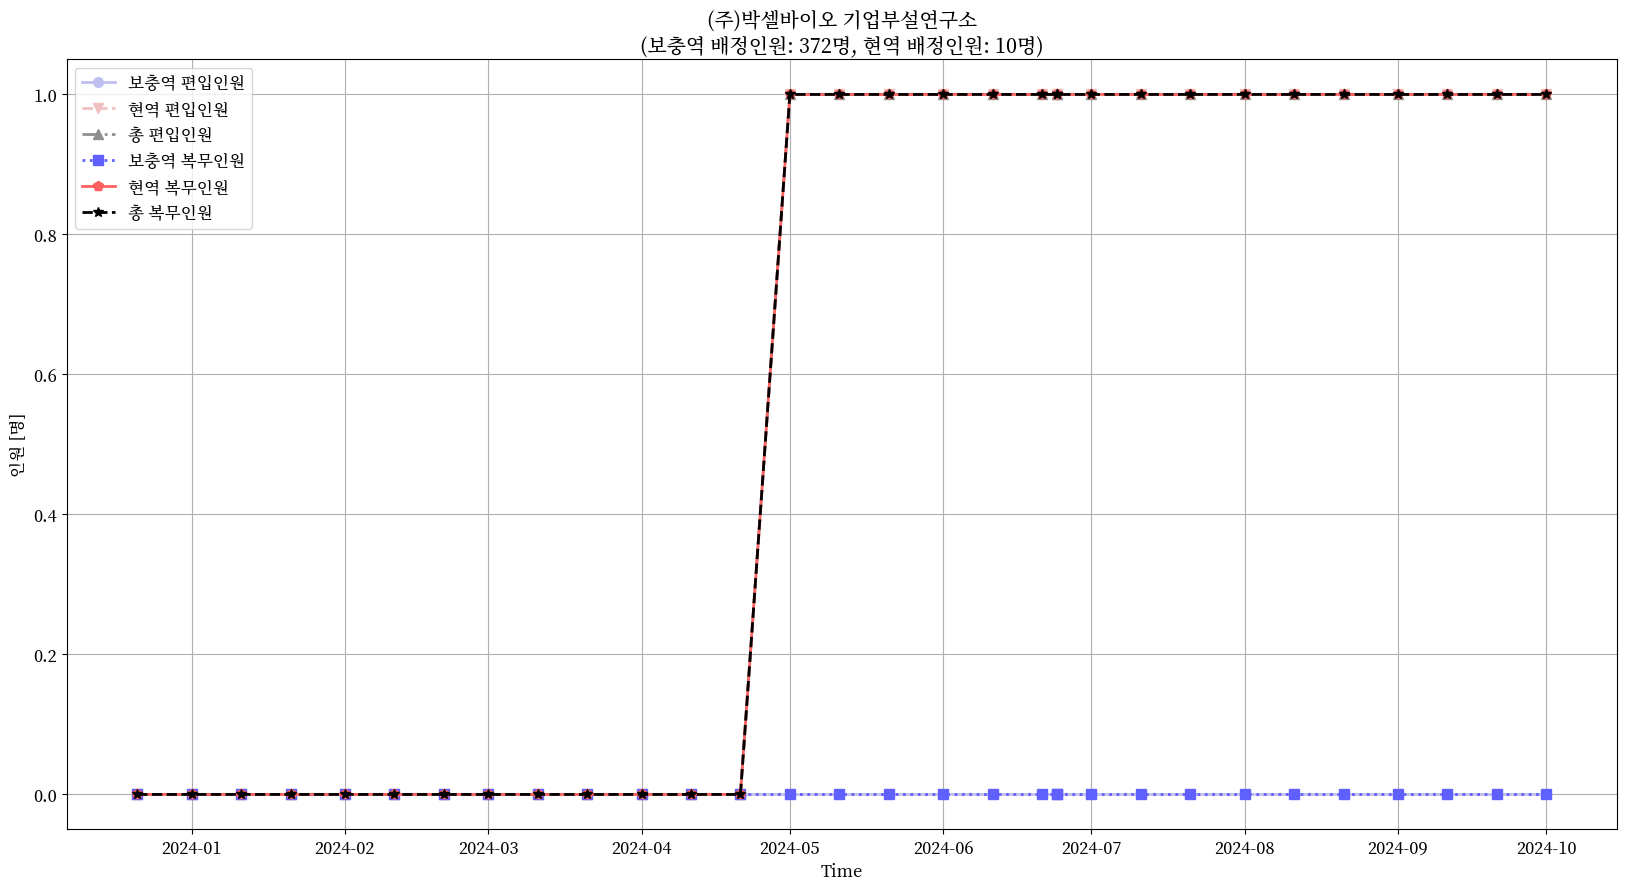 (주)박셀바이오 기업부설연구소
(보충역 배정인원: 372명, 현역 배정인원: 10명)
보충역 편입인원
현역 편입인원
총 편입인원
보충역 복무인원
현역 복무인원
총 복무인원
인원 [명]
1.0
0.8
0.6
0.4
0.2
0.0
2024-01
2024-02
2024-03
2024-04
2024-05
2024-06
2024-07
2024-08
2024-09
2024-10
Time